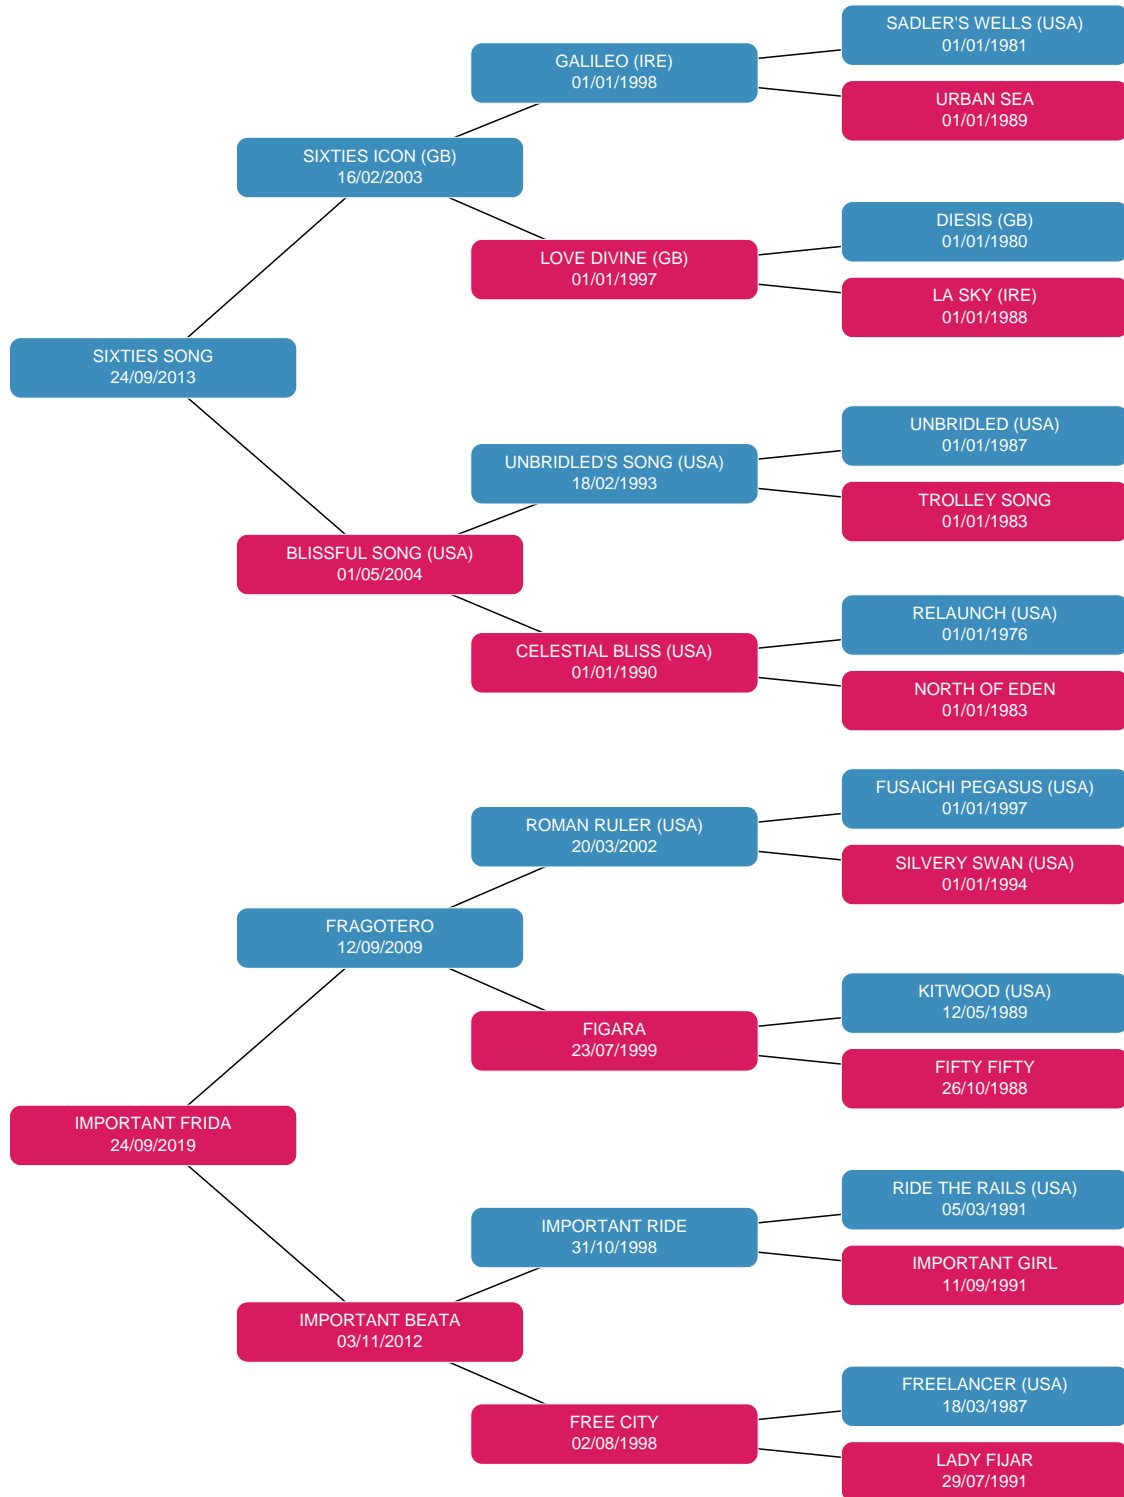 SADLER'S WELLS (USA)
01/01/1981
GALILEO (IRE)
01/01/1998
URBAN SEA
01/01/1989
SIXTIES ICON (GB)
16/02/2003
DIESIS (GB)
01/01/1980
LOVE DIVINE (GB)
01/01/1997
LA SKY (IRE)
01/01/1988
SIXTIES SONG
24/09/2013
UNBRIDLED (USA)
01/01/1987
UNBRIDLED'S SONG (USA)
18/02/1993
TROLLEY SONG
01/01/1983
BLISSFUL SONG (USA)
01/05/2004
RELAUNCH (USA)
01/01/1976
CELESTIAL BLISS (USA)
01/01/1990
NORTH OF EDEN
01/01/1983
FUSAICHI PEGASUS (USA)
01/01/1997
ROMAN RULER (USA)
20/03/2002
SILVERY SWAN (USA)
01/01/1994
FRAGOTERO
12/09/2009
KITWOOD (USA)
12/05/1989
FIGARA
23/07/1999
FIFTY FIFTY
26/10/1988
IMPORTANT FRIDA
24/09/2019
RIDE THE RAILS (USA)
05/03/1991
IMPORTANT RIDE
31/10/1998
IMPORTANT GIRL
11/09/1991
IMPORTANT BEATA
03/11/2012
FREELANCER (USA)
18/03/1987
FREE CITY
02/08/1998
LADY FIJAR
29/07/1991